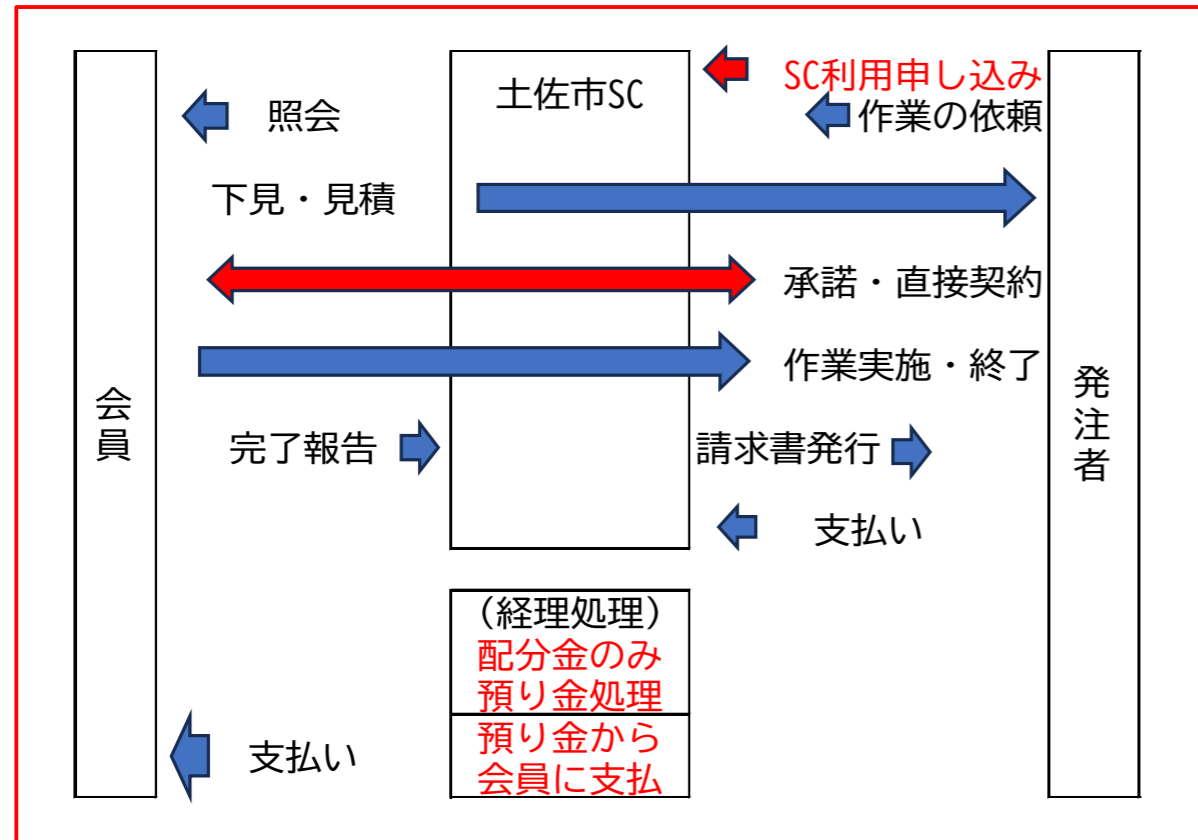 土佐市SC
SC利用申し込み
照会
作業の依頼
下見・見積
承諾・直接契約
作業実施・終了
会員
発注者
完了報告
請求書発行
支払い
（経理処理）
配分金のみ
預り金処理
預り金から
会員に支払
支払い